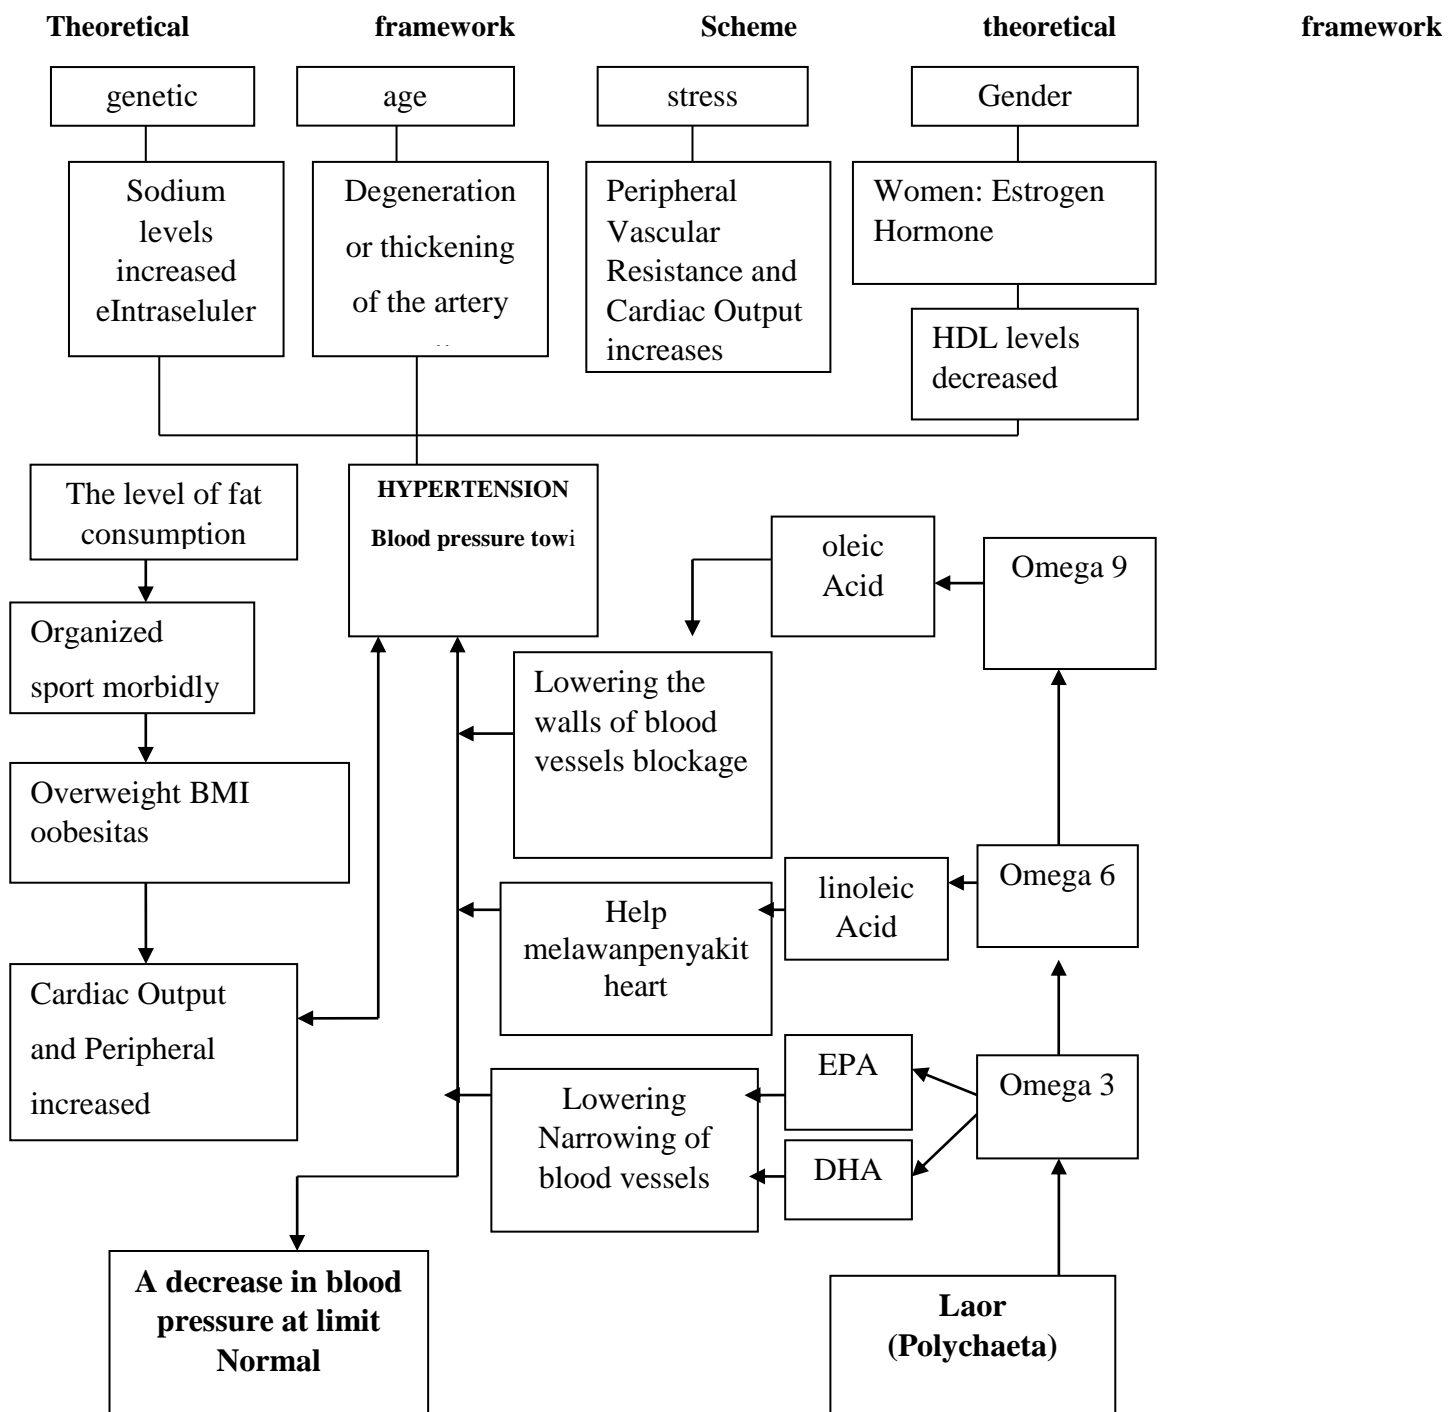 Theoretical framework Scheme theoretical framework
genetic
age
stress
Gender
Sodium
levels
increased
eIntraseluler
Degeneration
or thickening
of the artery
Peripheral
Vascular
Resistance and
Cardiac Output
increases
Women: Estrogen
Hormone
HDL levels
decreased
The level of fat
consumption
HYPERTENSION
Blood pressure towi
oleic
Acid
Omega 9
Organized
sport morbidly
Lowering the
walls of blood
vessels blockage
Overweight BMI
oobesitas
Help
melawanpenyakit
heart
linoleic
Acid
Omega 6
Cardiac Output
and Peripheral
increased
Lowering
Narrowing of
blood vessels
EPA
DHA
Omega 3
A decrease in blood
pressure at limit
Normal
Laor
(Polychaeta)